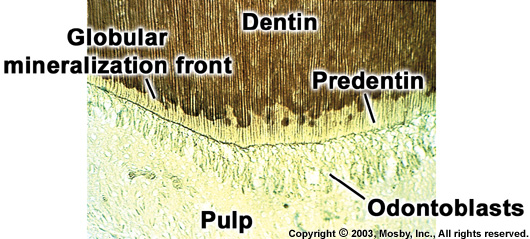 Dentin
Globular
mineralization front
Predentin
Odontoblasts
Pulp
Copyright © 2003, Mosby, Inc., All rights reserved.